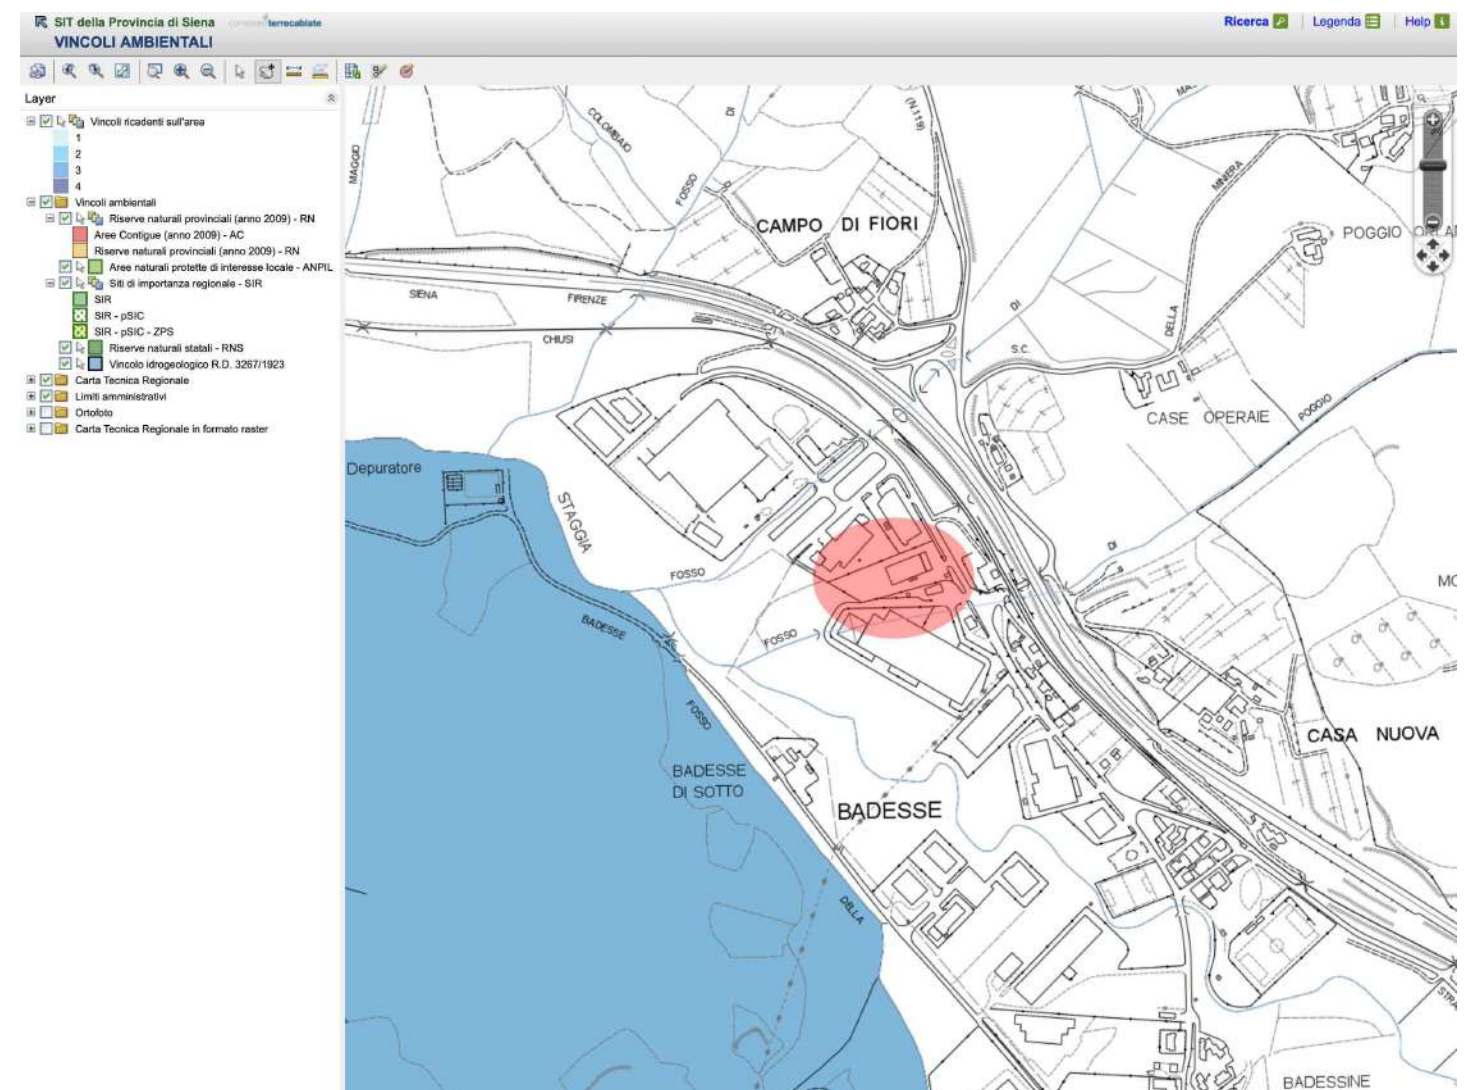 SIT della Provincia di Siena terrecablate
VINCOLI AMBIENTALI
Ricerca Legenda Help
Layer
Vincoli ricadenti sull'area
1
2
3
4
Vincoli ambientali
Riserve naturali provinciali (anno 2009) - RN
Aree Contigue (anno 2009) - AC
Riserve naturali provinciali (anno 2009) - RN
Aree naturali protette di interesse locale - ANPIL
Siti di importanza regionale - SIR
SIR
SIR - pSIC
SIR - pSIC - ZPS
Riserve naturali statali - RNS
Vincolo idrogeologico R.D. 3267/1923
Carta Tecnica Regionale
Limiti amministrativi
Ortofoto
Carta Tecnica Regionale in formato raster
MAGGIO
COLOMBAIO
FOSSO
DI
(N.119)
MINIERA
DELLA
CAMPO DI FIORI
POGGIO
SIENA
FIRENZE
CHIUSI
DI
S.C.
CASE OPERAIE
POGGIO
Depuratore
STAGGIA
FOSSO
DI
BADESSE
FOSSO
FOSSO
CASA NUOVA
BADESSE
DI SOTTO
BADESSE
DELLA
BADESSINE